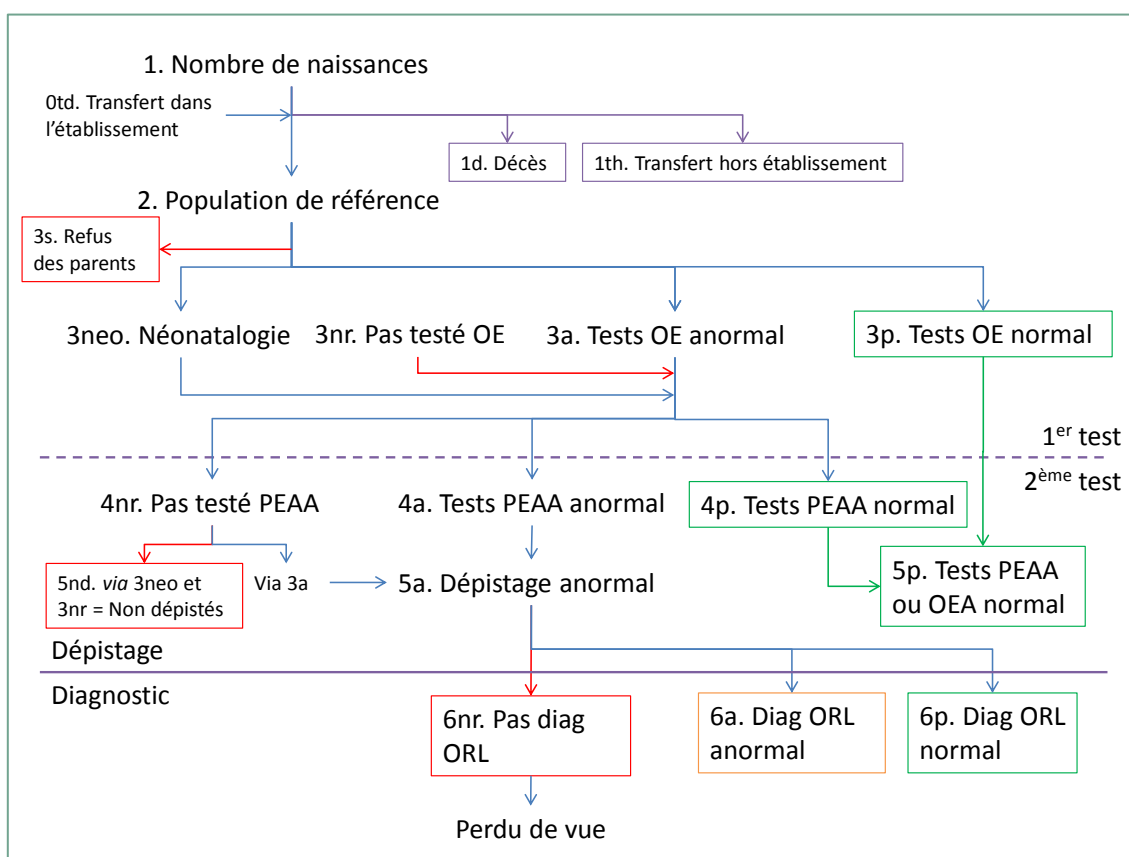 1. Nombre de naissances
0td. Transfert dans
l'établissement
1d. Décès
1th. Transfert hors établissement
2. Population de référence
3s. Refus
des parents
3neo. Néonatalogie
3nr. Pas testé OE
3a. Tests OE anormal
3p. Tests OE normal
1er test
2ème test
4nr. Pas testé PEAA
4a. Tests PEAA anormal
4p. Tests PEAA normal
5nd. via 3neo et
3nr = Non dépistés
Via 3a
5a. Dépistage anormal
5p. Tests PEAA
ou OEA normal
Dépistage
Diagnostic
6nr. Pas diag
ORL
6a. Diag ORL
anormal
6p. Diag ORL
normal
Perdu de vue